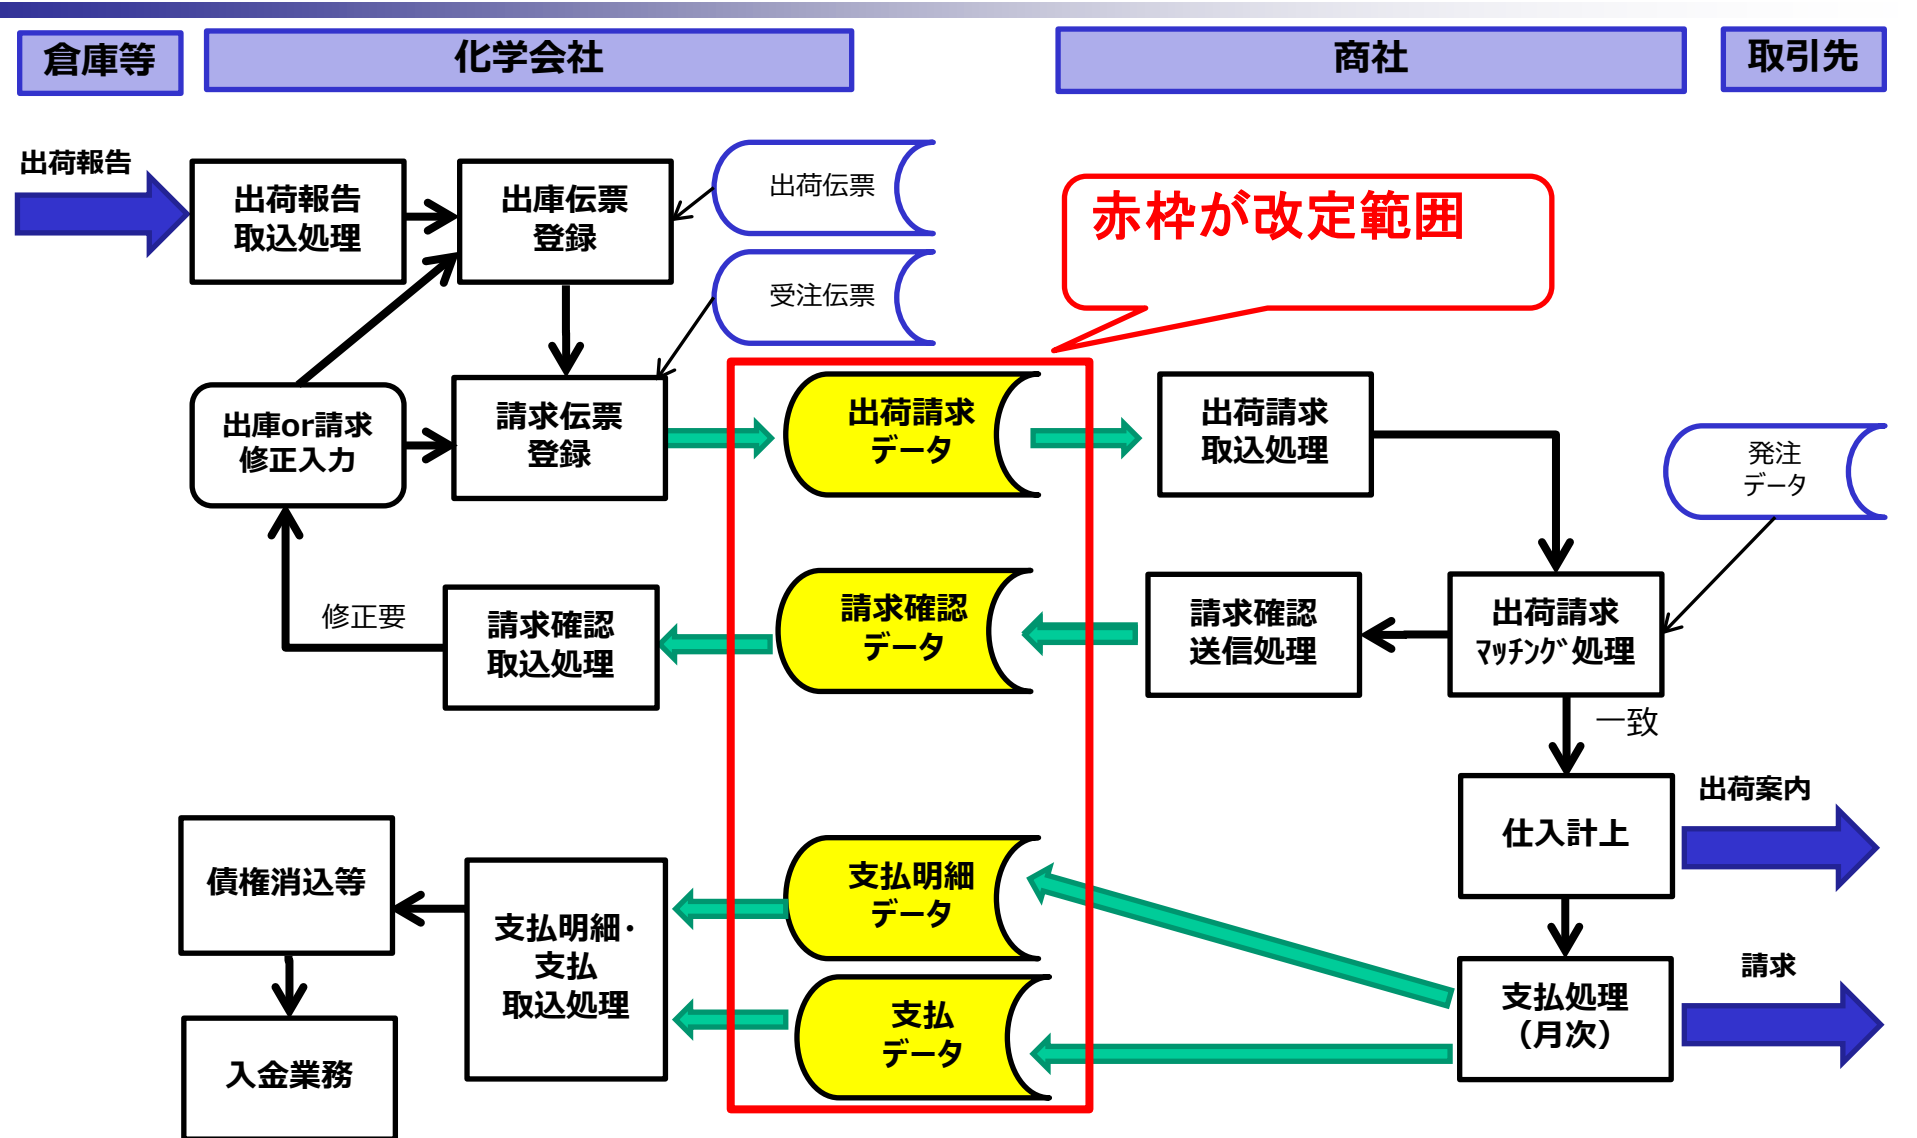 倉庫等
化学会社
商社
取引先
出荷報告
出荷報告
取込処理
出庫伝票
登録
出荷伝票
受注伝票
赤枠が改定範囲
出庫or請求
修正入力
請求伝票
登録
出荷請求
データ
出荷請求
取込処理
発注
データ
修正要
請求確認
取込処理
請求確認
データ
請求確認
送信処理
出荷請求
ﾏｯﾁﾝｸﾞ処理
一致
仕入計上
出荷案内
債権消込等
支払明細・
支払
取込処理
支払明細
データ
支払
データ
支払処理
（月次）
請求
入金業務